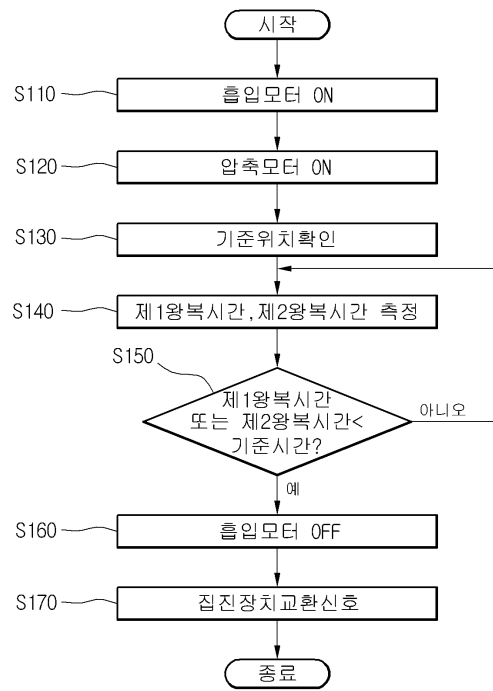 시작
S110
흡입모터 ON
S120
압축모터 ON
S130
기준위치확인
S140
제1왕복시간,제2왕복시간 측정
S150
제1왕복시간
또는 제2왕복시간<
기준시간?
아니오
예
S160
흡입모터 OFF
S170
집진장치교환신호
종료